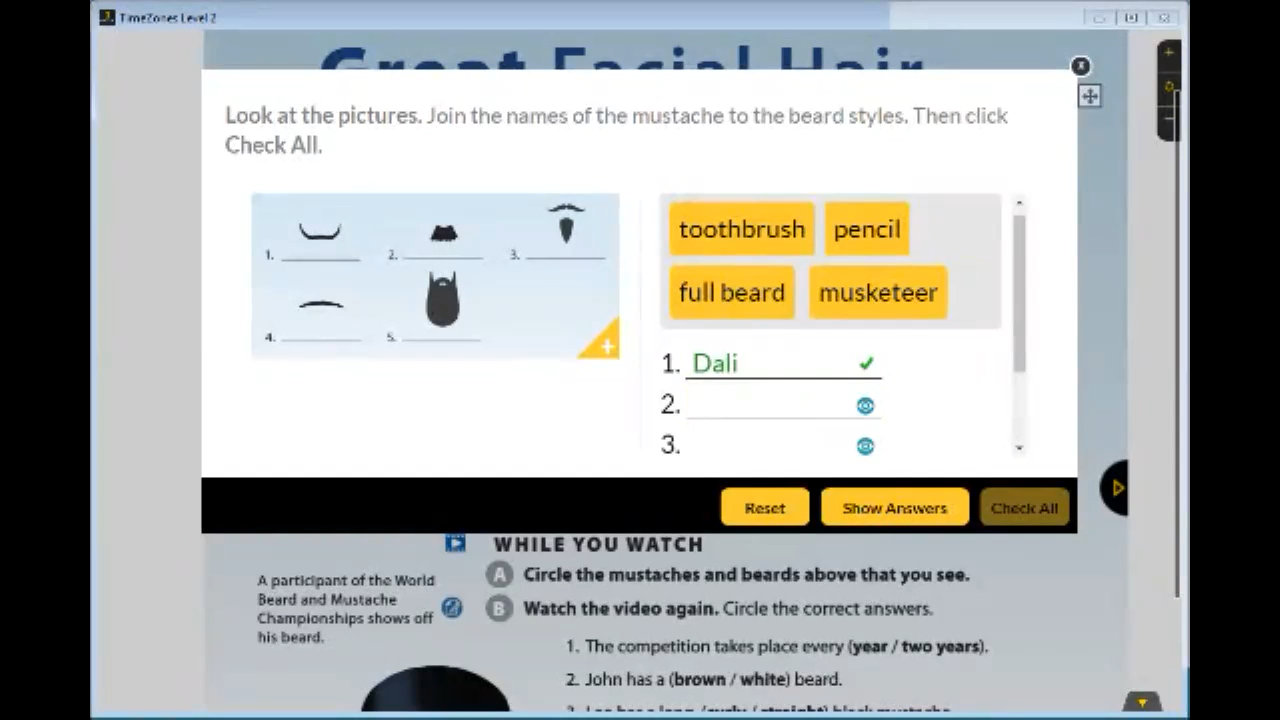 TimeZones Level 2
Great Facial Hair
Look at the pictures. Join the names of the mustache to the beard styles. Then click
Check All.
1. 2. 3.
4. 5.
toothbrush pencil
full beard musketeer
1. Dali
2.
3.
Reset Show Answers Check All
WHILE YOU WATCH
A Circle the mustaches and beards above that you see.
B Watch the video again. Circle the correct answers.
1. The competition takes place every (year / two years).
2. John has a (brown / white) beard.
A participant of the World
Beard and Mustache
Championships shows off
his beard.